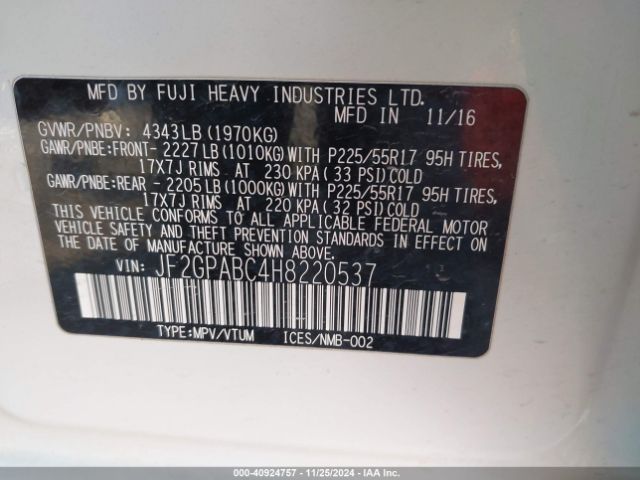 MFD BY FUJI HEAVY INDUSTRIES LTD.
MFD IN 11/16
GVWR/PNBV: 4343LB(1970KG)
GAWR/PNBE:FRONT- 2227LB(1010KG)WITH P225/55R17 95H TIRES,
17X7J RIMS AT 230 KPA(33 PSI)COLD
GAWR/PNBE:REAR - 2205LB(1000KG)WITH P225/55R17 95H TIRES,
17X7J RIMS AT 220 KPA(32 PSI)COLD
THIS VEHICLE CONFORMS TO ALL APPLICABLE FEDERAL MOTOR
VEHICLE SAFETY AND THEFT PREVENTION STANDARDS IN EFFECT
ON THE DATE OF MANUFACTURE SHOWN ABOVE.
VIN: JF2GPABC4H8220537
TYPE:MPV/VTUM ICES/NMB-002
000-40924757 - 11/25/2024 - IAA Inc.